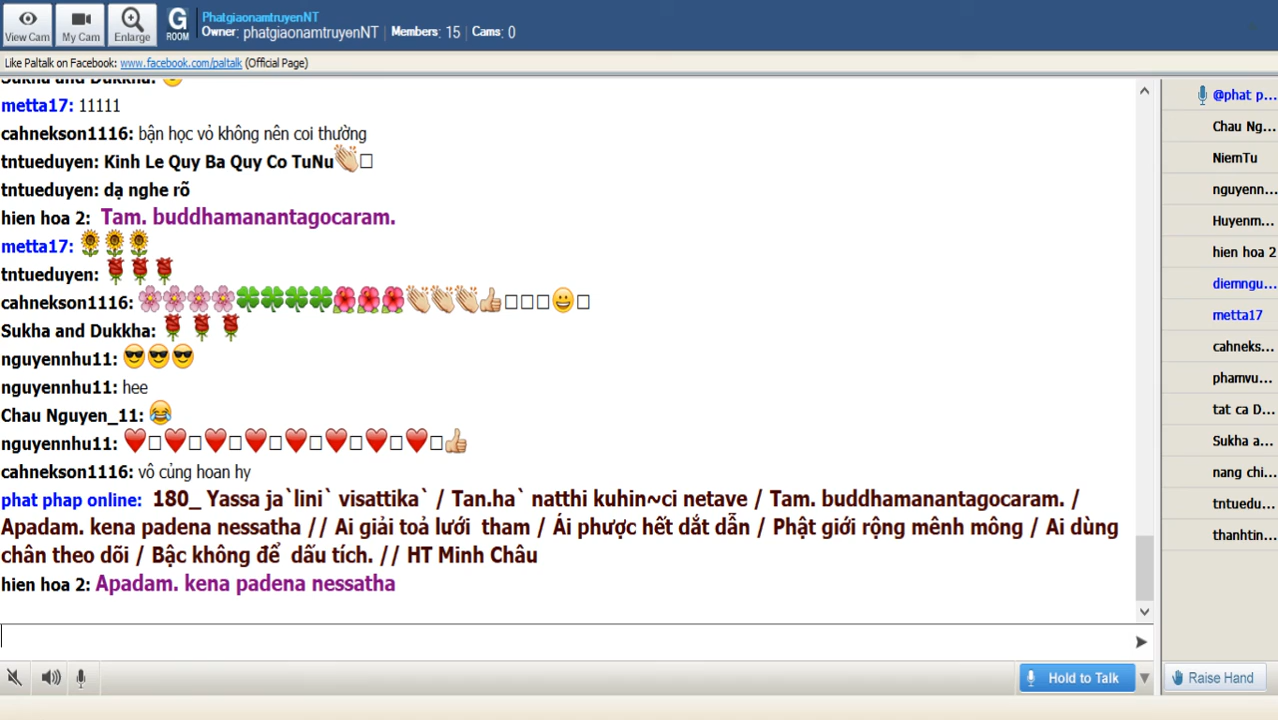 PhatgiaonamtruyenNT
Owner: phatgiaonamtruyenNT Members: 15 Cams: 0
View Cam My Cam Enlarge G ROOM
Like Paltalk on Facebook: www.facebook.com/paltalk (Official Page)
Sukha and Dukkha: 😊
metta17: 11111
cahnekson1116: bận học vỏ không nên coi thường
tntueduyen: Kinh Le Quy Ba Quy Co TuNu👏🏼□
tntueduyen: dạ nghe rõ
hien hoa 2: Tam. buddhamanantagocaram.
metta17: 🌻🌻🌻
tntueduyen: 🌹🌹🌹
cahnekson1116: 🌸🌸🌸🌸🍀🍀🍀🍀🌺🌺🌺👏👏👏👍□□□😀□
Sukha and Dukkha: 🌹🌹🌹
nguyennhu11: 😎😎😎
nguyennhu11: hee
Chau Nguyen_11: 😂
nguyennhu11: ❤□❤□❤□❤□❤□❤□❤□❤□👍
cahnekson1116: vô củng hoan hy
phat phap online: 180_ Yassa ja`lini` visattika` / Tan.ha` natthi kuhin~ci netave / Tam. buddhamanantagocaram. /
Apadam. kena padena nessatha // Ai giải toả lưới tham / Ái phược hết dắt dẫn / Phật giới rộng mênh mông / Ai dùng
chân theo dõi / Bậc không để dấu tích. // HT Minh Châu
hien hoa 2: Apadam. kena padena nessatha
Hold to Talk
@phat p...
Chau Ng...
NiemTu
nguyenn...
Huyenm...
hien hoa 2
diemngu...
metta17
cahneks...
phamvu...
tat ca D...
Sukha a...
nang chi...
tntuedu...
thanhtin...
Raise Hand